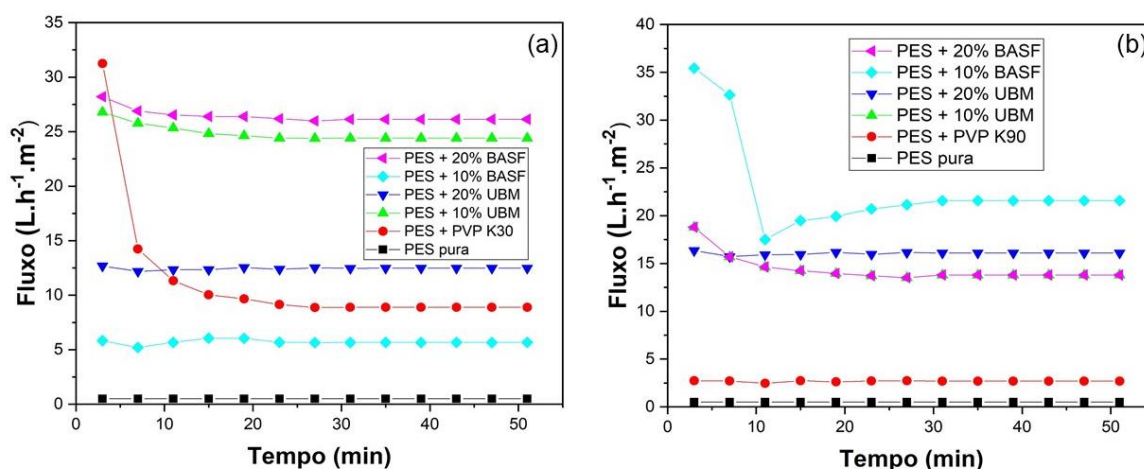 (a)
35
30
25
20
15
10
5
0
Fluxo (L.h⁻¹.m⁻²)
PES + 20% BASF
PES + 10% BASF
PES + 20% UBM
PES + 10% UBM
PES + PVP K30
PES pura
0 10 20 30 40 50
Tempo (min)
(b)
40
35
30
25
20
15
10
5
0
Fluxo (L.h⁻¹.m⁻²)
PES + 20% BASF
PES + 10% BASF
PES + 20% UBM
PES + 10% UBM
PES + PVP K90
PES pura
0 10 20 30 40 50
Tempo (min)